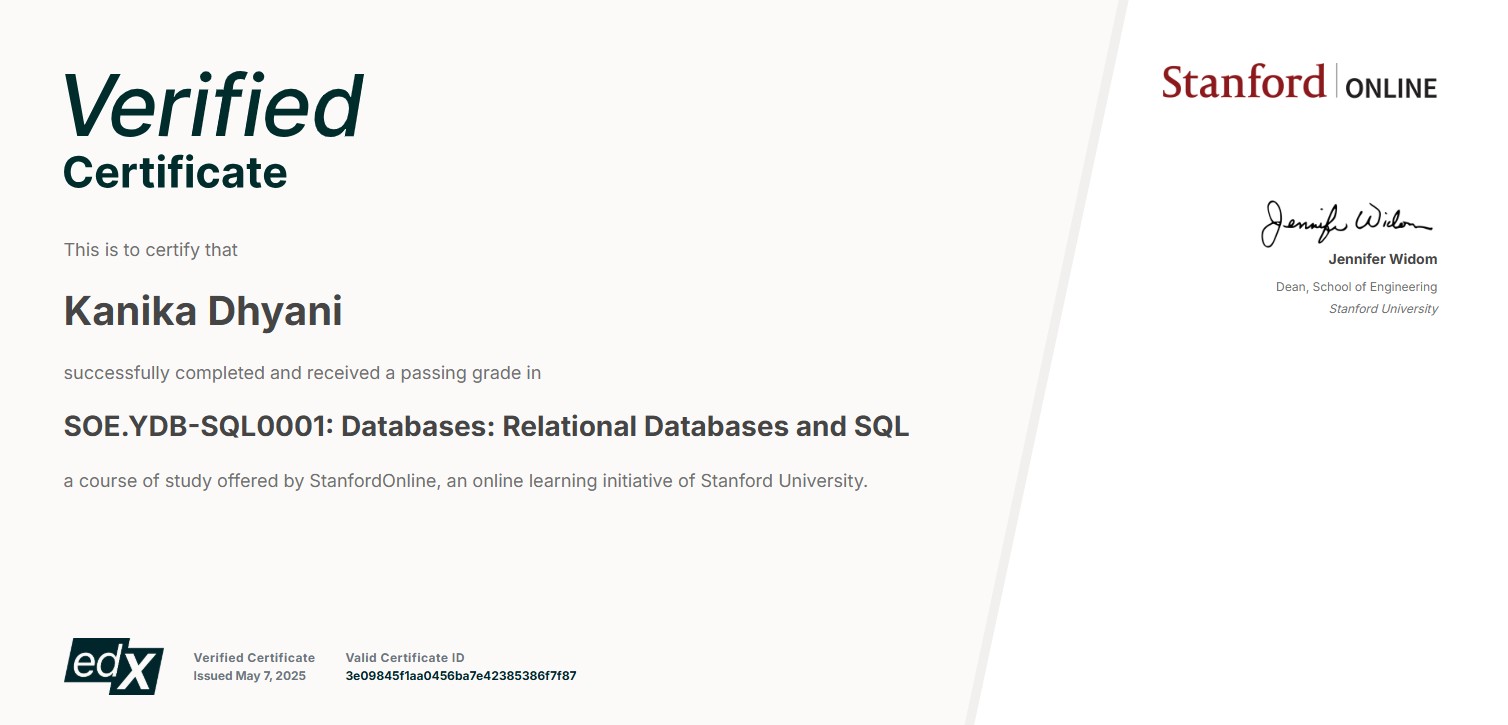 Verified
Certificate
This is to certify that
Kanika Dhyani
successfully completed and received a passing grade in
SOE.YDB-SQL0001: Databases: Relational Databases and SQL
a course of study offered by StanfordOnline, an online learning initiative of Stanford University.
edX
Verified Certificate
Issued May 7, 2025
Valid Certificate ID
3e09845f1aa0456ba7e42385386f7f87
Stanford | ONLINE
Jennifer Widom
Jennifer Widom
Dean, School of Engineering
Stanford University